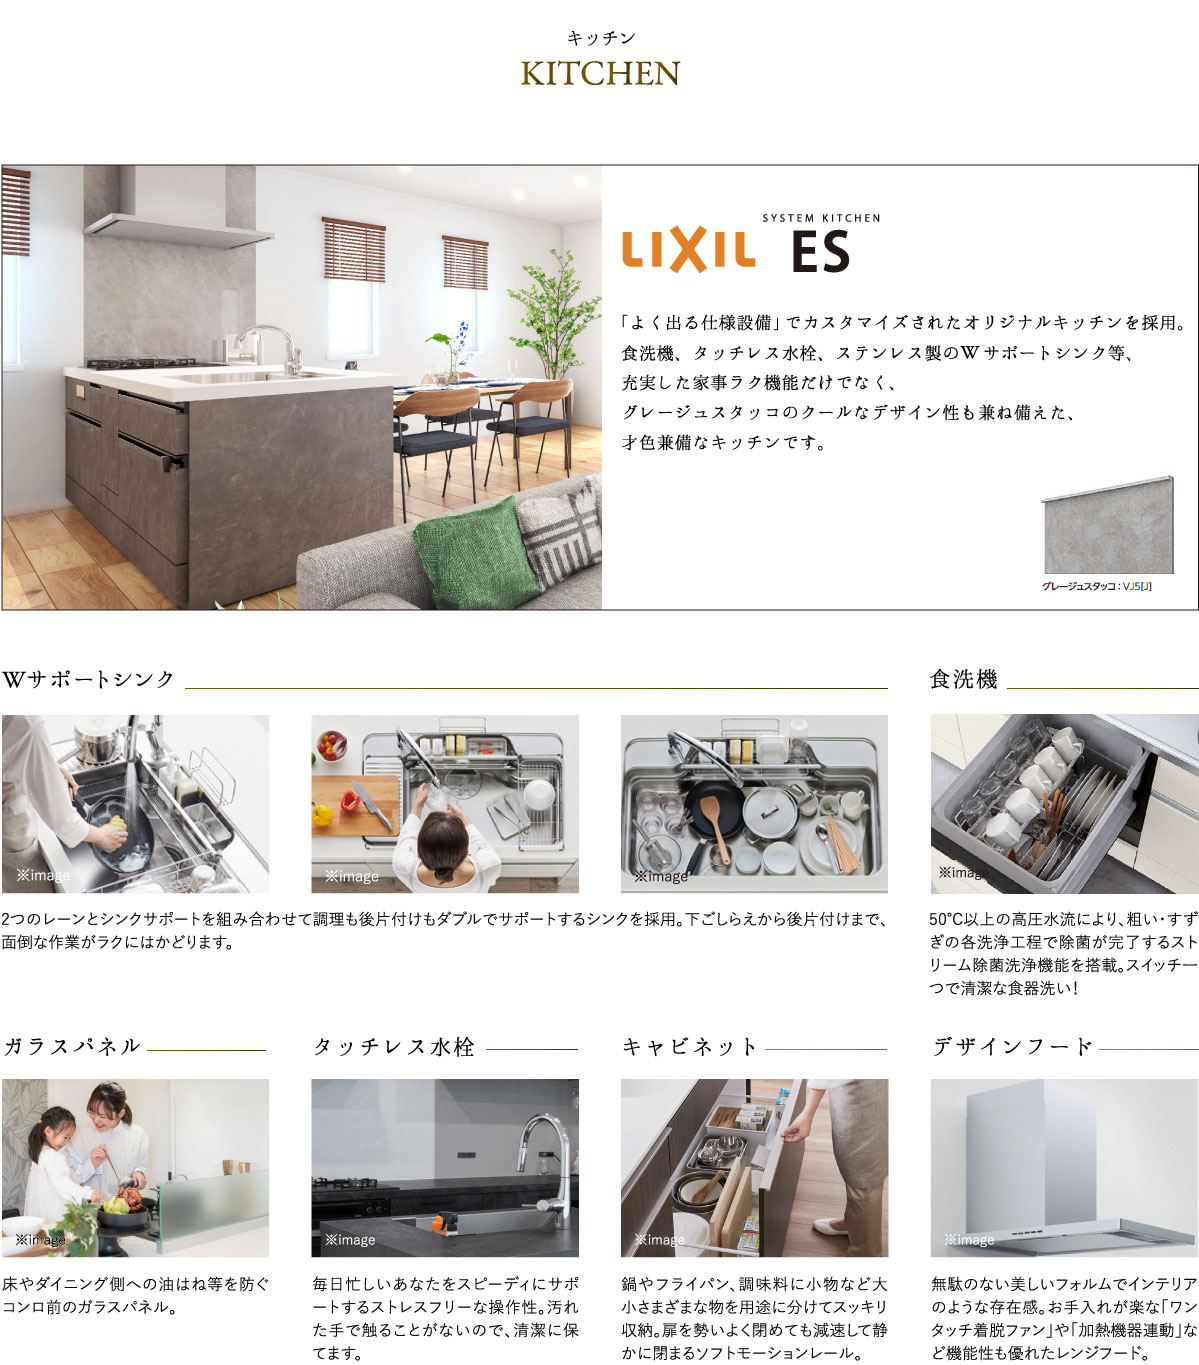 キッチン
KITCHEN
SYSTEM KITCHEN
LIXIL ES
「よく出る仕様設備」でカスタマイズされたオリジナルキッチンを採用。
食洗機、タッチレス水栓、ステンレス製のWサポートシンク等、
充実した家事ラク機能だけでなく、
グレージュスタッコのクールなデザイン性も兼ね備えた、
才色兼備なキッチンです。
グレージュスタッコ：VJ5[J]
Wサポートシンク
※image
※image
※image
2つのレーンとシンクサポートを組み合わせて調理も後片付けもダブルでサポートするシンクを採用。下ごしらえから後片付けまで、
面倒な作業がラクにはかどります。
食洗機
※image
50°C以上の高圧水流により、粗い・すす
ぎの各洗浄工程で除菌が完了するスト
リーム除菌洗浄機能を搭載。スイッチ一
つで清潔な食器洗い！
ガラスパネル
※image
床やダイニング側への油はね等を防ぐ
コンロ前のガラスパネル。
タッチレス水栓
※image
毎日忙しいあなたをスピーディにサポ
ートするストレスフリーな操作性。汚れ
た手で触ることがないので、清潔に保
てます。
キャビネット
※image
鍋やフライパン、調味料に小物など大
小さまざまな物を用途に分けてスッキリ
収納。扉を勢いよく閉めても減速して静
かに閉まるソフトモーションレール。
デザインフード
※image
無駄のない美しいフォルムでインテリア
のような存在感。お手入れが楽な「ワン
タッチ着脱ファン」や「加熱機器連動」な
ど機能性も優れたレンジフード。